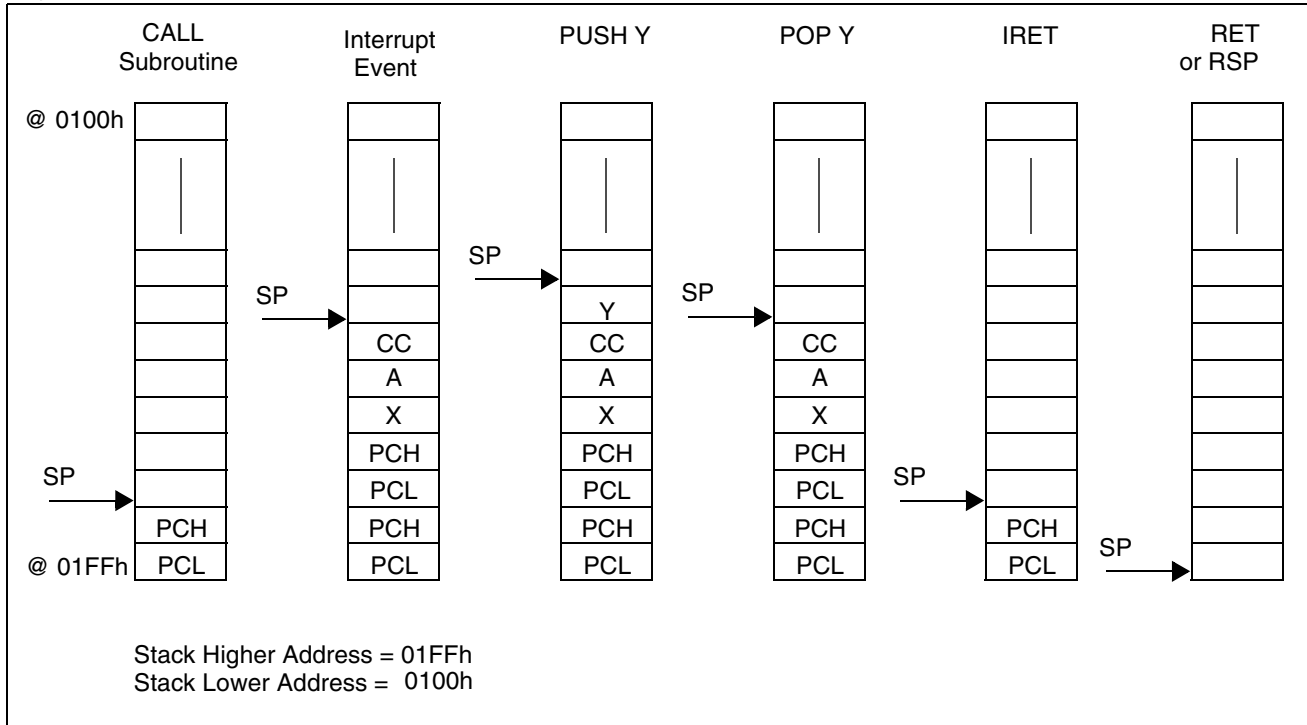 CALL
Subroutine
Interrupt
Event
PUSH Y
POP Y
IRET
RET
or RSP
@ 0100h
SP
SP
SP
Y
CC
CC
CC
A
A
A
X
X
X
PCH
PCH
PCH
SP
SP
PCL
PCL
PCL
PCH
PCH
PCH
PCH
PCH
SP
@ 01FFh
PCL
PCL
PCL
PCL
PCL
Stack Higher Address = 01FFh
Stack Lower Address = 0100h